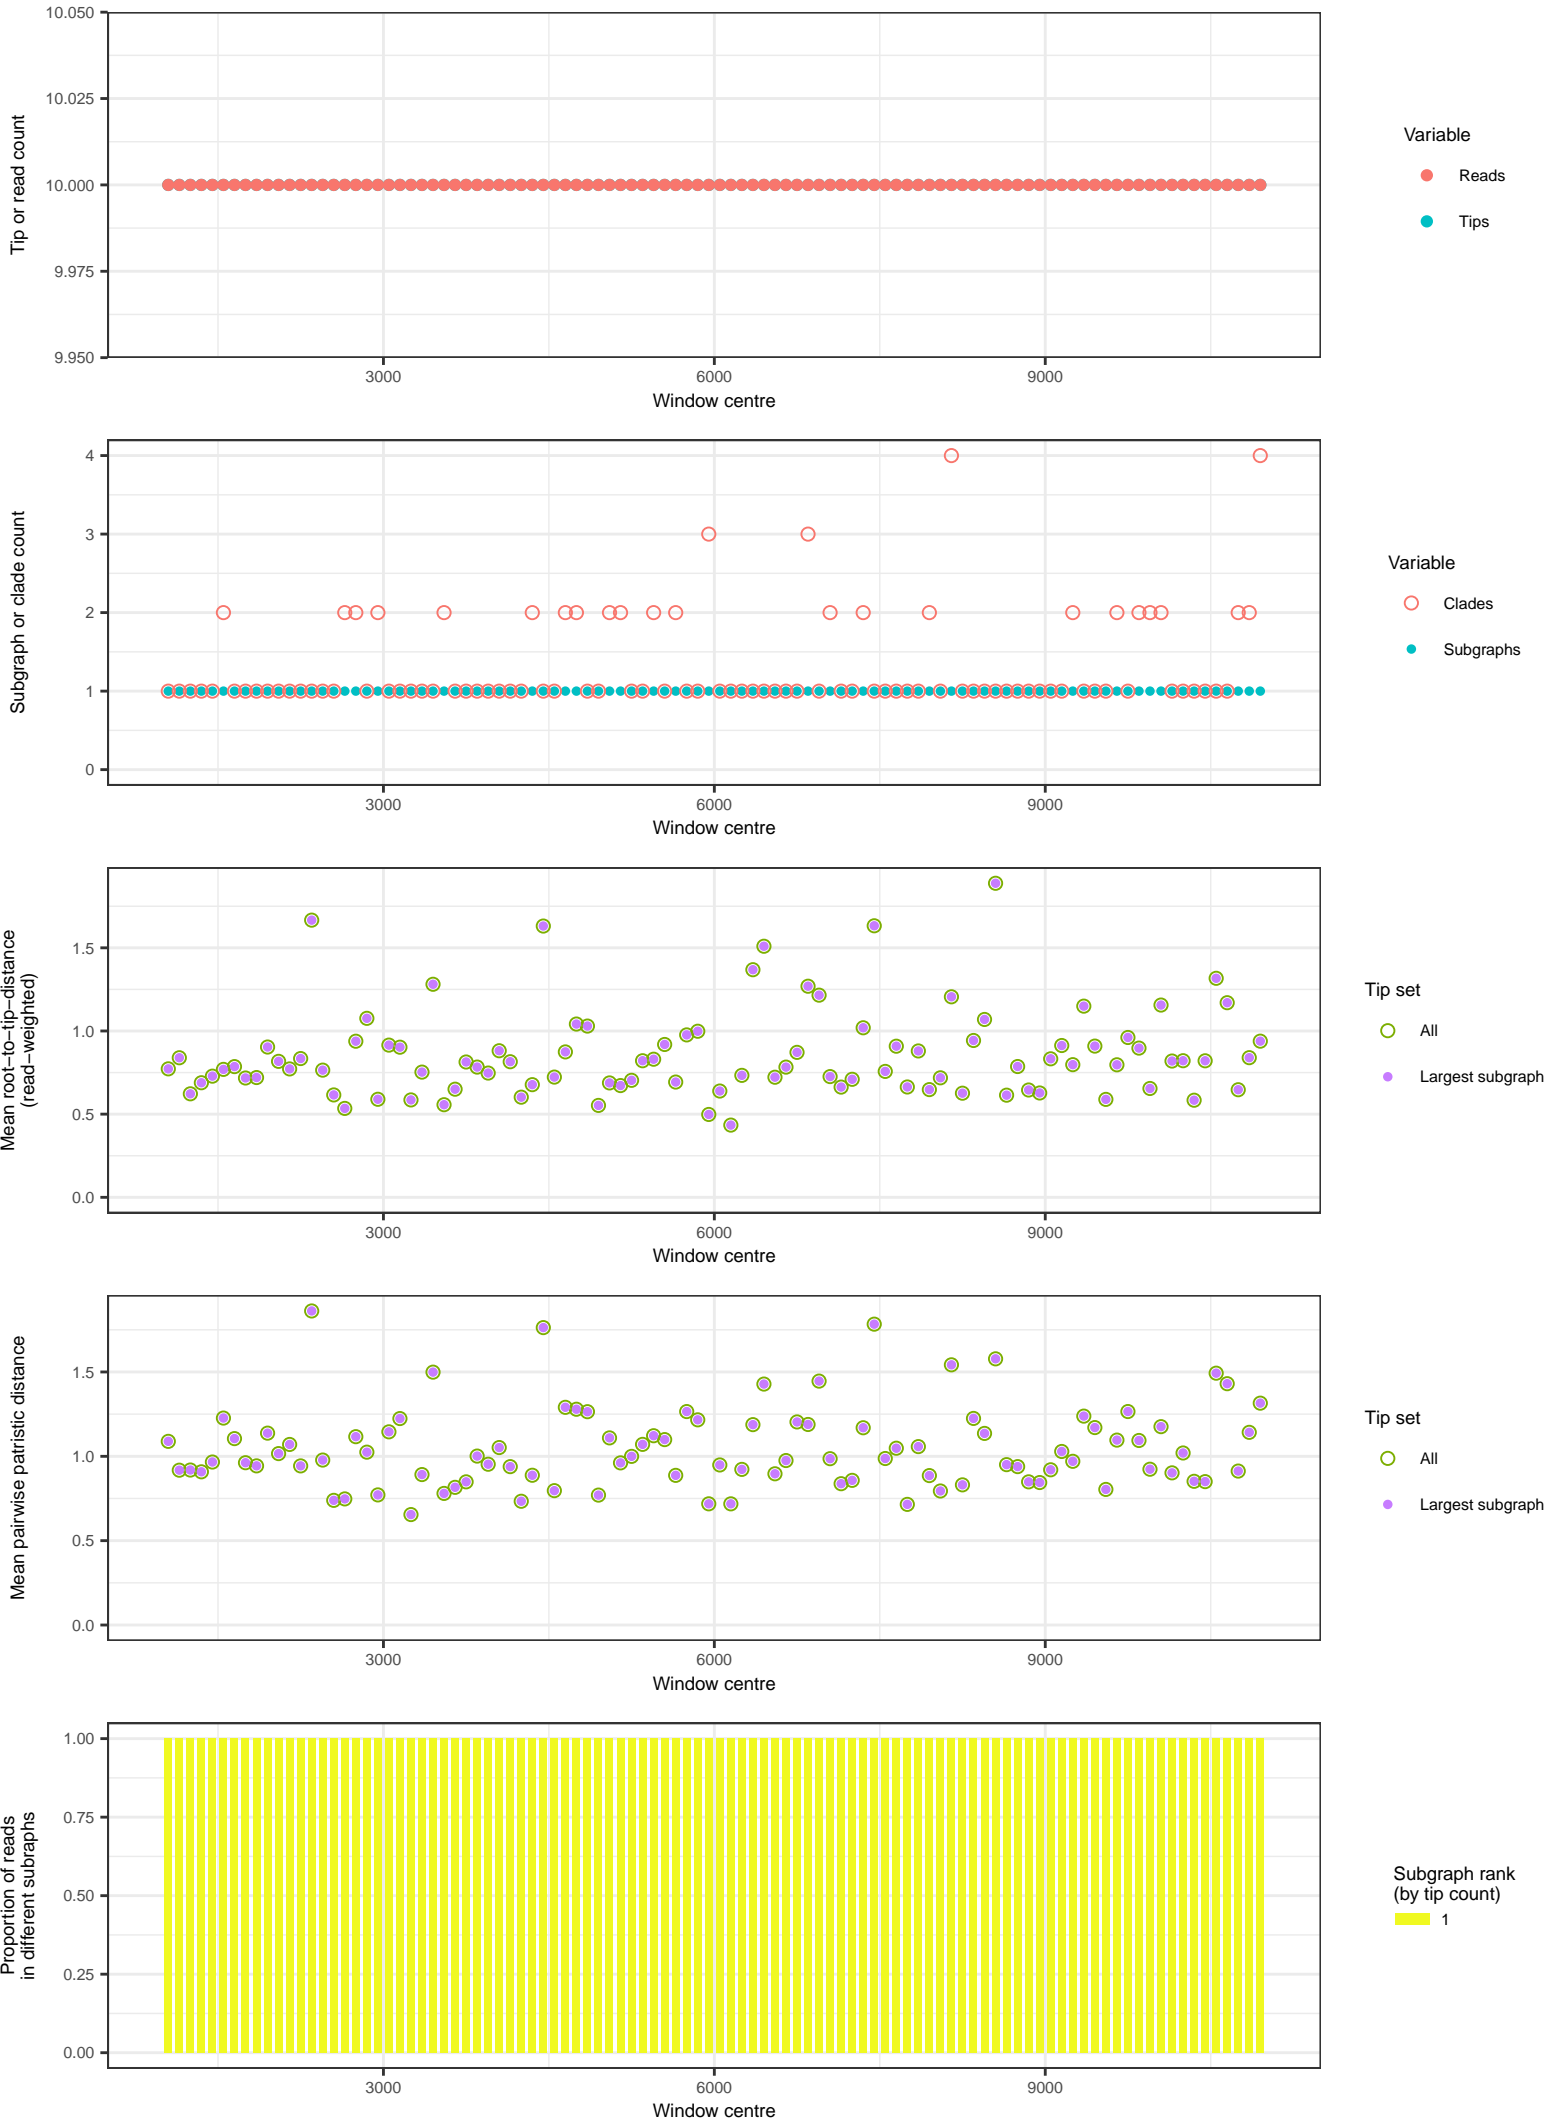 10.050
10.025
10.000
9.975
9.950
Tip or read count
3000 6000 9000
Window centre
Variable
Reads
Tips
4
3
2
1
0
Subgraph or clade count
3000 6000 9000
Window centre
Variable
Clades
Subgraphs
1.5
1.0
0.5
0.0
Mean root−to−tip−distance
(read−weighted)
3000 6000 9000
Window centre
Tip set
All
Largest subgraph
1.5
1.0
0.5
0.0
Mean pairwise patristic distance
3000 6000 9000
Window centre
Tip set
All
Largest subgraph
1.00
0.75
0.50
0.25
0.00
Proportion of reads
in different subraphs
3000 6000 9000
Window centre
Subgraph rank
(by tip count)
1